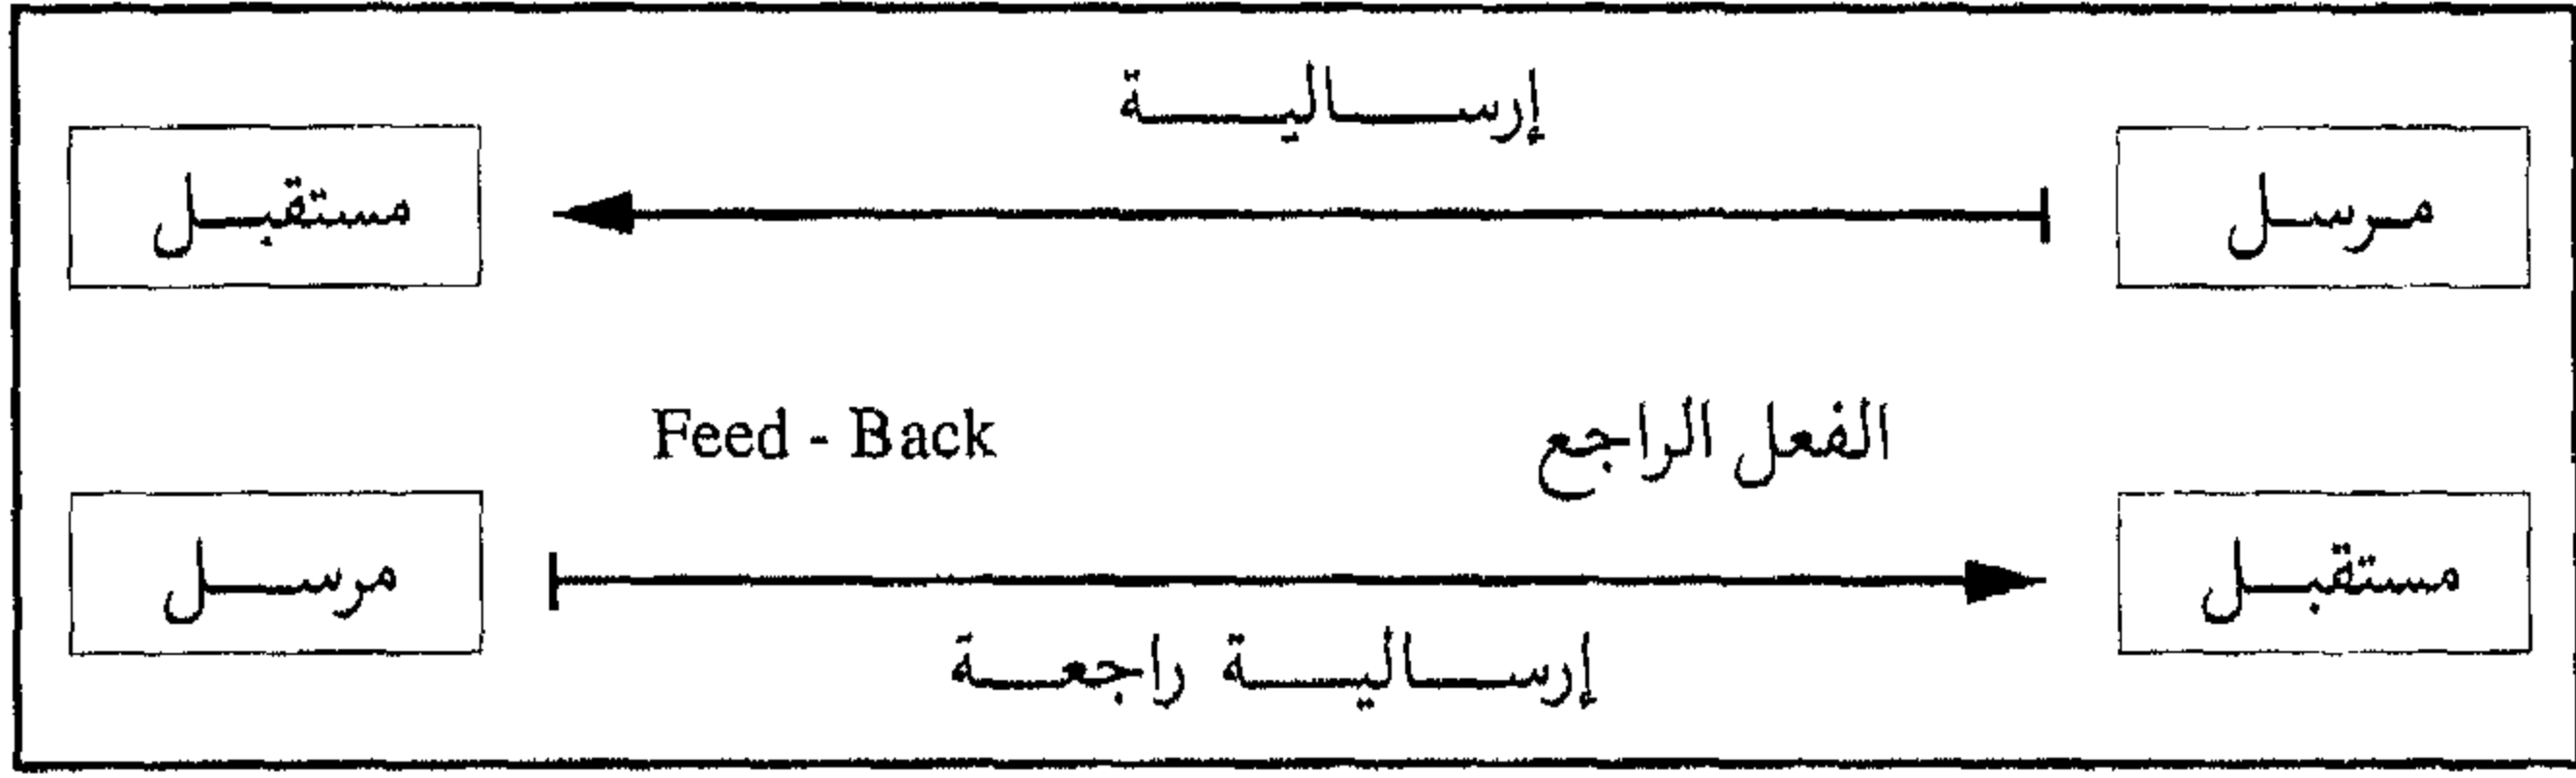 إرسالية
مرسل
مستقبل
الفعل الراجع
Feed - Back
مستقبل
مرسل
إرسالية راجعة